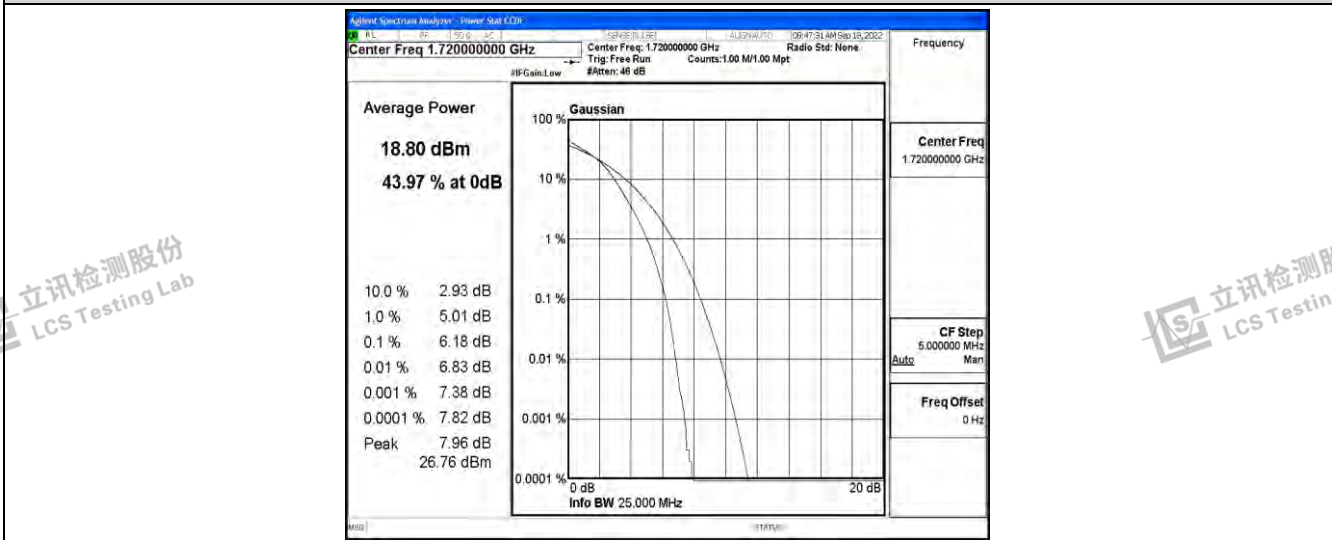 Agilent Spectrum Analyzer - Power Stat CCDF
RL RF 50 Ω AC SENSE:PULSE ALIGNAUTO 08:47:31 AM Sep 18, 2022
Center Freq 1.720000000 GHz
Center Freq: 1.720000000 GHz Radio Std: None
Trig: Free Run Counts:1.00 M/1.00 Mpt
#IFGain:Low #Atten: 46 dB
Frequency
Average Power
18.80 dBm
43.97 % at 0dB
10.0 % 2.93 dB
1.0 % 5.01 dB
0.1 % 6.18 dB
0.01 % 6.83 dB
0.001 % 7.38 dB
0.0001 % 7.82 dB
Peak 7.96 dB
26.76 dBm
Gaussian
100 %
10 %
1 %
0.1 %
0.01 %
0.001 %
0.0001 %
0 dB 20 dB
Info BW 25.000 MHz
Center Freq
1.720000000 GHz
CF Step
5.000000 MHz
Auto Man
Freq Offset
0 Hz
MSG STATUS
立讯检测股份
LCS Testing Lab
立讯检测股
LCS Testin